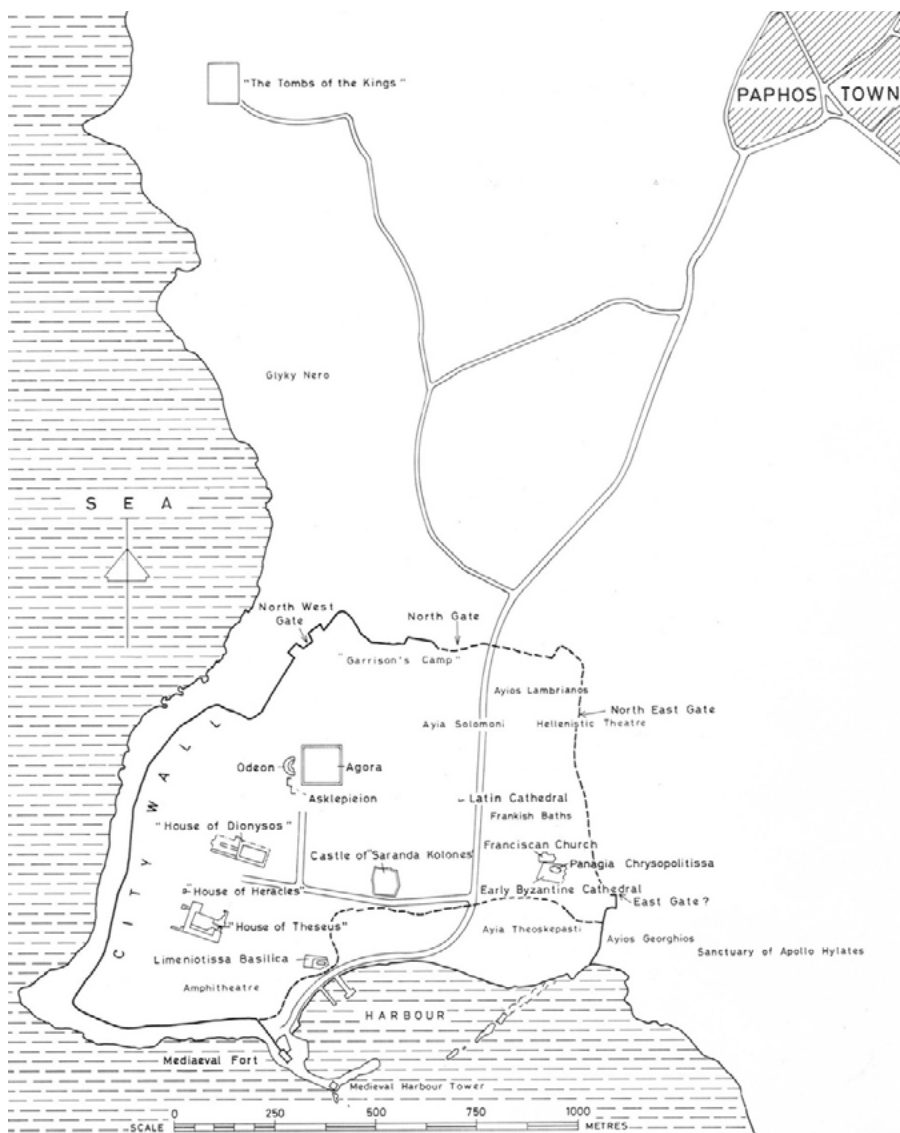 "The Tombs of the Kings"
PAPHOS TOWN
Glyky Nero
SEA
North West
Gate
North Gate
"Garrison's Camp"
Ayios Lambrianos
North East Gate
Ayia Solomoni
Hellenistic Theatre
CITY WALL
Odeon
Agora
Asklepieion
Latin Cathedral
Frankish Baths
"House of Dionysos"
Franciscan Church
Castle of "Saranda Kolones"
Panagia Chrysopolitissa
"House of Heracles"
Early Byzantine Cathedral
East Gate?
"House of Theseus"
Ayia Theoskepasti
Ayios Georghios
Sanctuary of Apollo Hylates
Limeniotissa Basilica
Amphitheatre
HARBOUR
Mediaeval Fort
Medieval Harbour Tower
0 250 500 750 1000
SCALE METRES